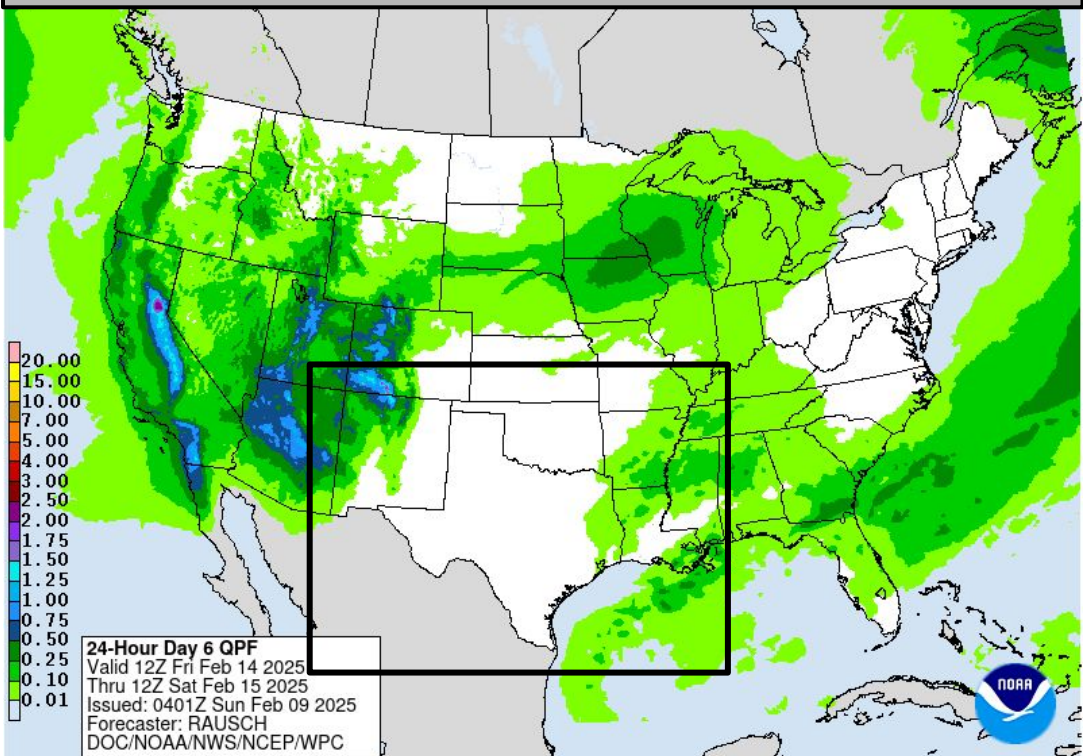 20.00
15.00
10.00
7.00
5.00
4.00
3.00
2.50
2.00
1.75
1.50
1.25
1.00
0.75
0.50
0.25
0.10
0.01
24-Hour Day 6 QPF
Valid 12Z Fri Feb 14 2025
Thru 12Z Sat Feb 15 2025
Issued: 0401Z Sun Feb 09 2025
Forecaster: RAUSCH
DOC/NOAA/NWS/NCEP/WPC
NOAA